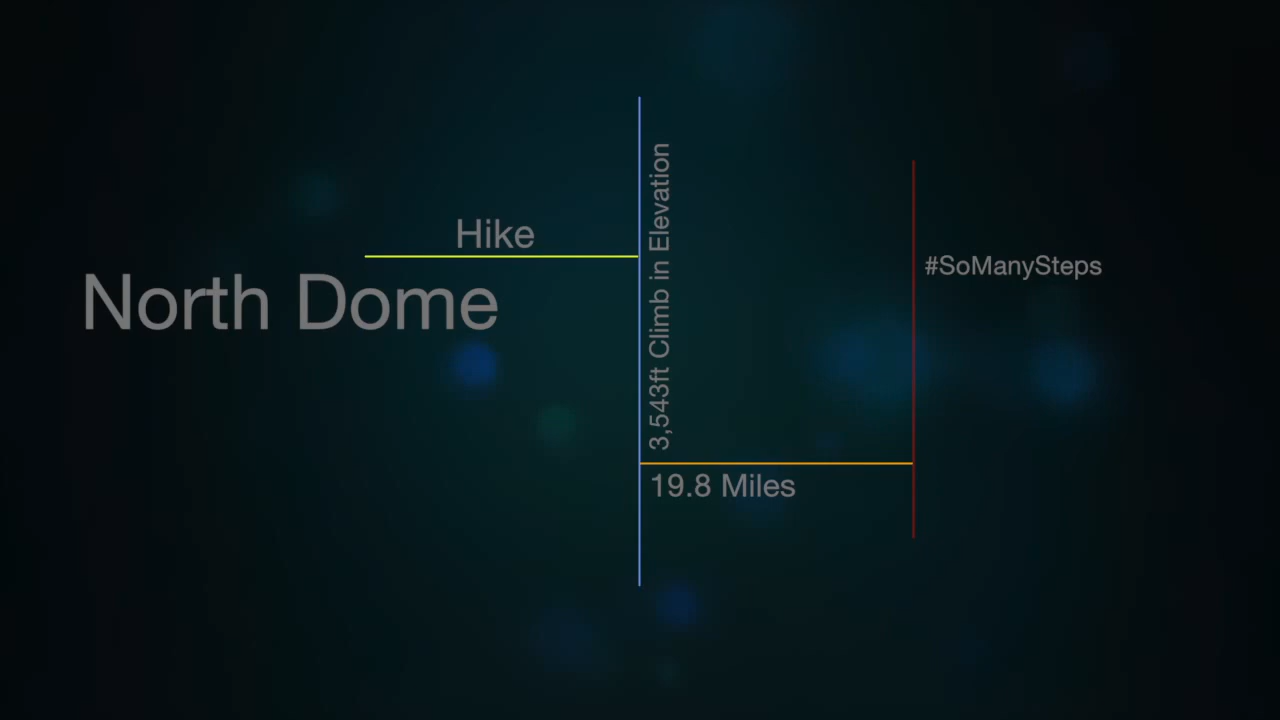 Hike
North Dome
3,543ft Climb in Elevation
19.8 Miles
#SoManySteps